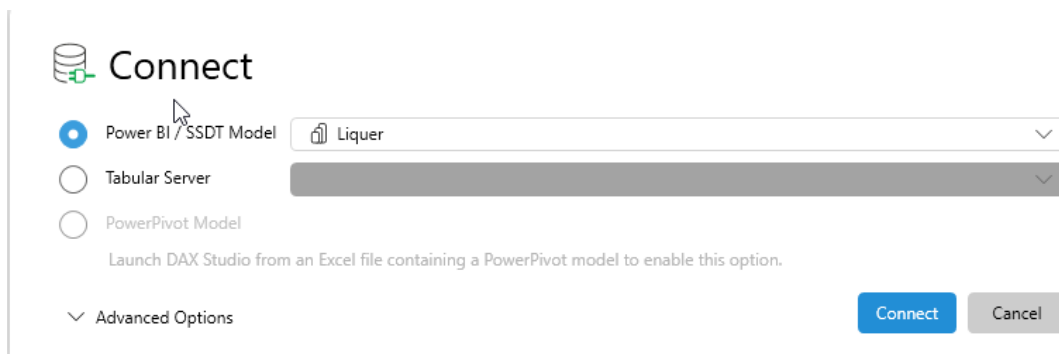 Connect
Power BI / SSDT Model Liquer
Tabular Server
PowerPivot Model
Launch DAX Studio from an Excel file containing a PowerPivot model to enable this option.
Advanced Options Connect Cancel